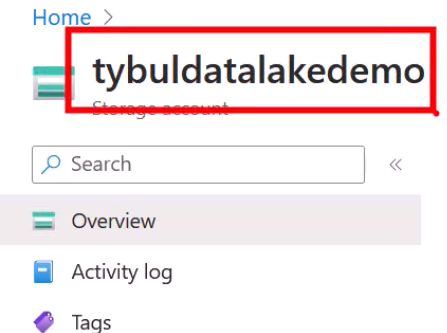 Home >
tybuldatalakedemo
Storage account
Search «
Overview
Activity log
Tags